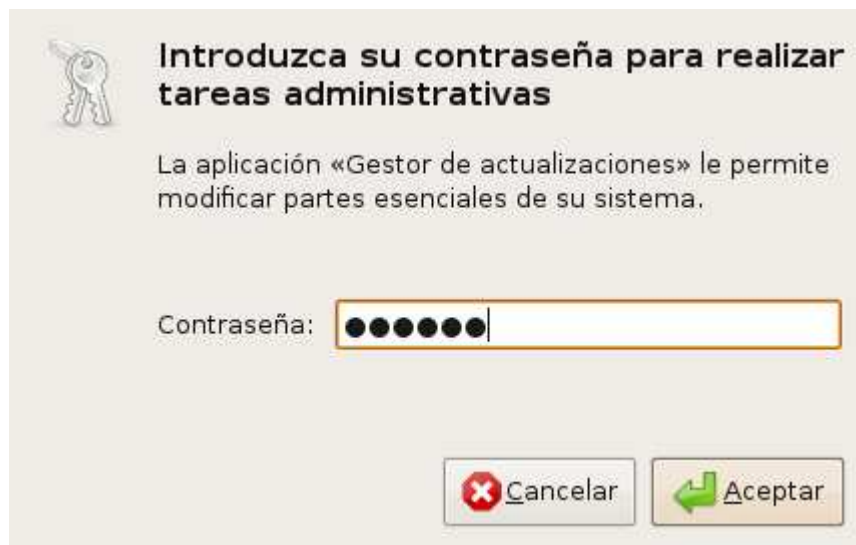 Introduzca su contraseña para realizar
tareas administrativas
La aplicación «Gestor de actualizaciones» le permite
modificar partes esenciales de su sistema.
Contraseña: ●●●●●●
Cancelar Aceptar